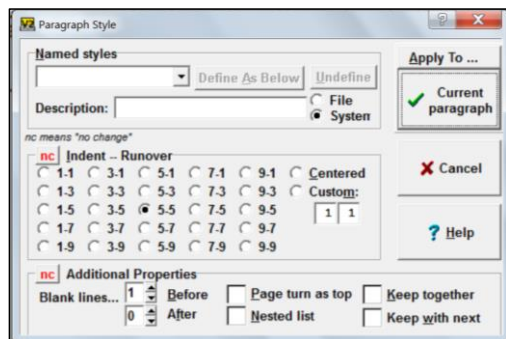 VZ Paragraph Style
Named styles
Define As Below Undefine
Description: File
System
Apply To ...
Current paragraph
nc means "no change"
nc Indent -- Runover
1-1 3-1 5-1 7-1 9-1 Centered
1-3 3-3 5-3 7-3 9-3 Custom:
1-5 3-5 5-5 7-5 9-5 1 1
1-7 3-7 5-7 7-7 9-7
1-9 3-9 5-9 7-9 9-9
Cancel
? Help
nc Additional Properties
Blank lines... 1 Before Page turn as top Keep together
0 After Nested list Keep with next